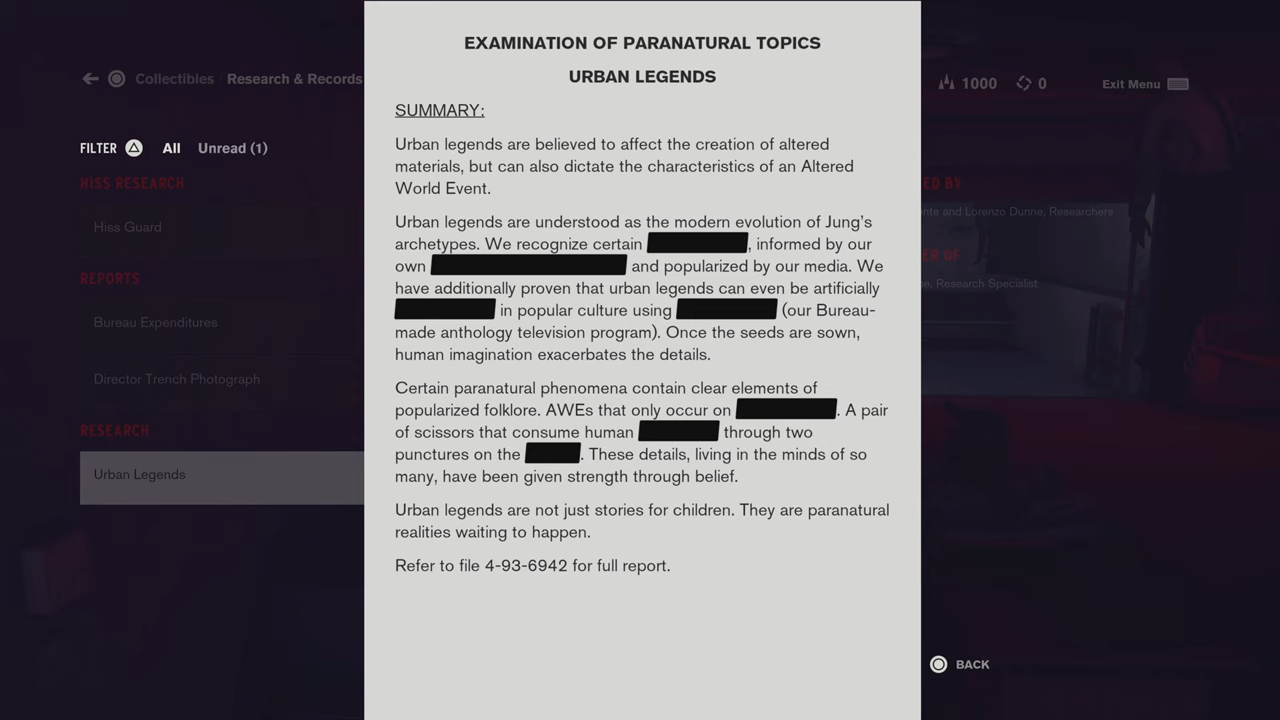 EXAMINATION OF PARANATURAL TOPICS
URBAN LEGENDS
Collectibles Research & Records
1000 0 Exit Menu
SUMMARY:
Urban legends are believed to affect the creation of altered
materials, but can also dictate the characteristics of an Altered
World Event.
Urban legends are understood as the modern evolution of Jung's
archetypes. We recognize certain , informed by our
own and popularized by our media. We
have additionally proven that urban legends can even be artificially
in popular culture using (our Bureau-
made anthology television program). Once the seeds are sown,
human imagination exacerbates the details.
Certain paranatural phenomena contain clear elements of
popularized folklore. AWEs that only occur on . A pair
of scissors that consume human through two
punctures on the . These details, living in the minds of so
many, have been given strength through belief.
Urban legends are not just stories for children. They are paranatural
realities waiting to happen.
Refer to file 4-93-6942 for full report.
FILTER All Unread (1)
HISS RESEARCH
Hiss Guard
REPORTS
Bureau Expenditures
Director Trench Photograph
RESEARCH
Urban Legends
BY
and Lorenzo Dunne, Researchers
OF
, Research Specialist
BACK